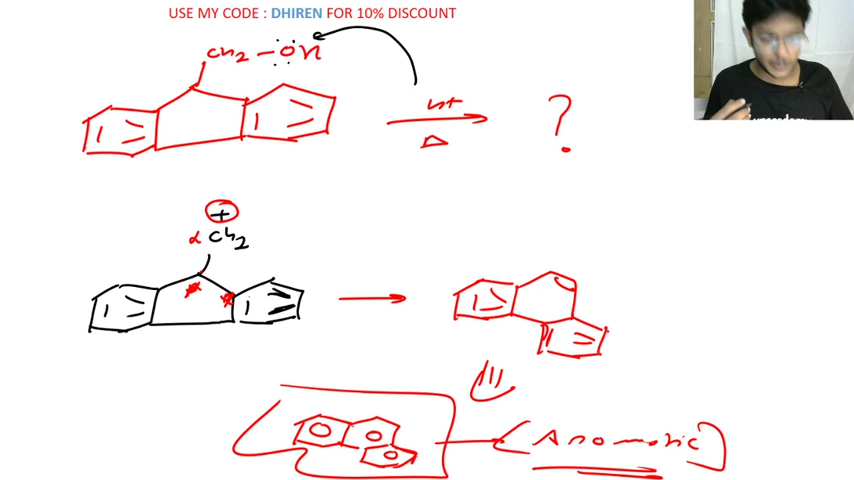 USE MY CODE : DHIREN FOR 10% DISCOUNT
CH2 - OH
H+
Δ
?
+
α CH2
(Aromatic)